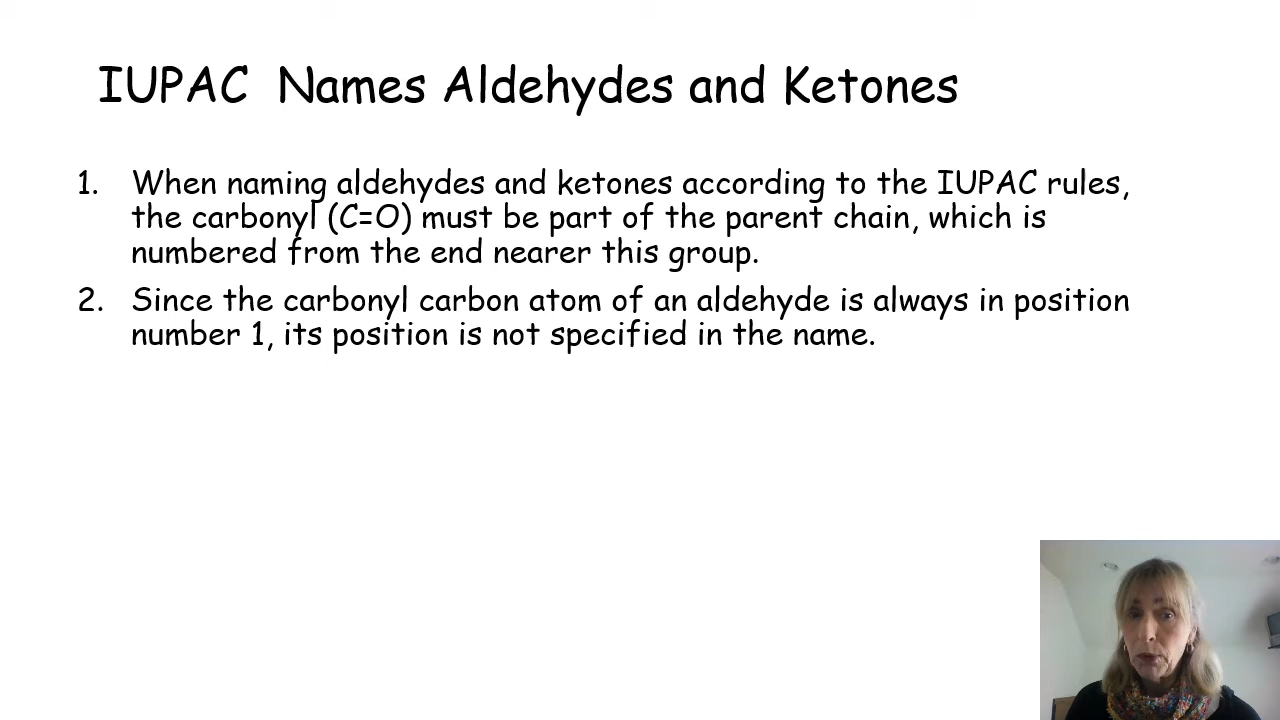 IUPAC  Names Aldehydes and Ketones
1. When naming aldehydes and ketones according to the IUPAC rules,
the carbonyl (C=O) must be part of the parent chain, which is
numbered from the end nearer this group.
2. Since the carbonyl carbon atom of an aldehyde is always in position
number 1, its position is not specified in the name.